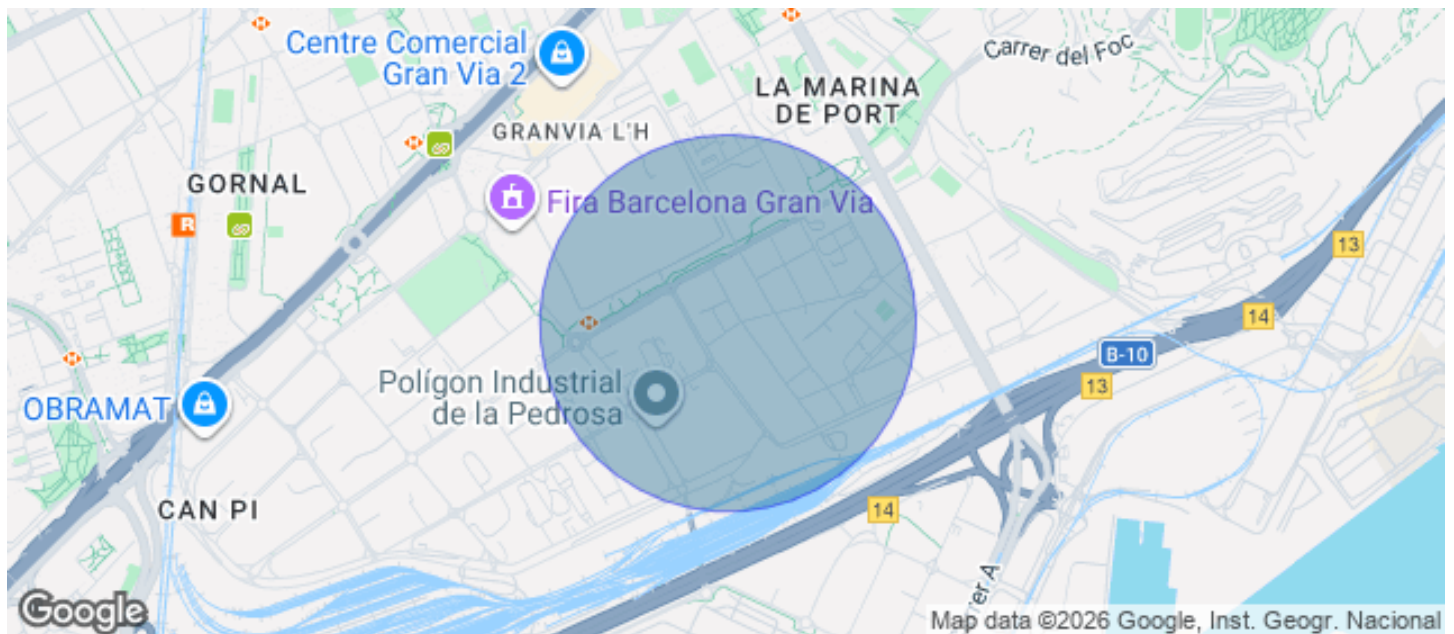 Centre Comercial
Gran Via 2
Carrer del Foc
LA MARINA
DE PORT
GRANVIA L'H
GORNAL
R
Fira Barcelona Gran Via
13
14
B-10
13
Polígon Industrial
de la Pedrosa
OBRAMAT
CAN PI
14
er A
Google
Map data ©2026 Google, Inst. Geogr. Nacional